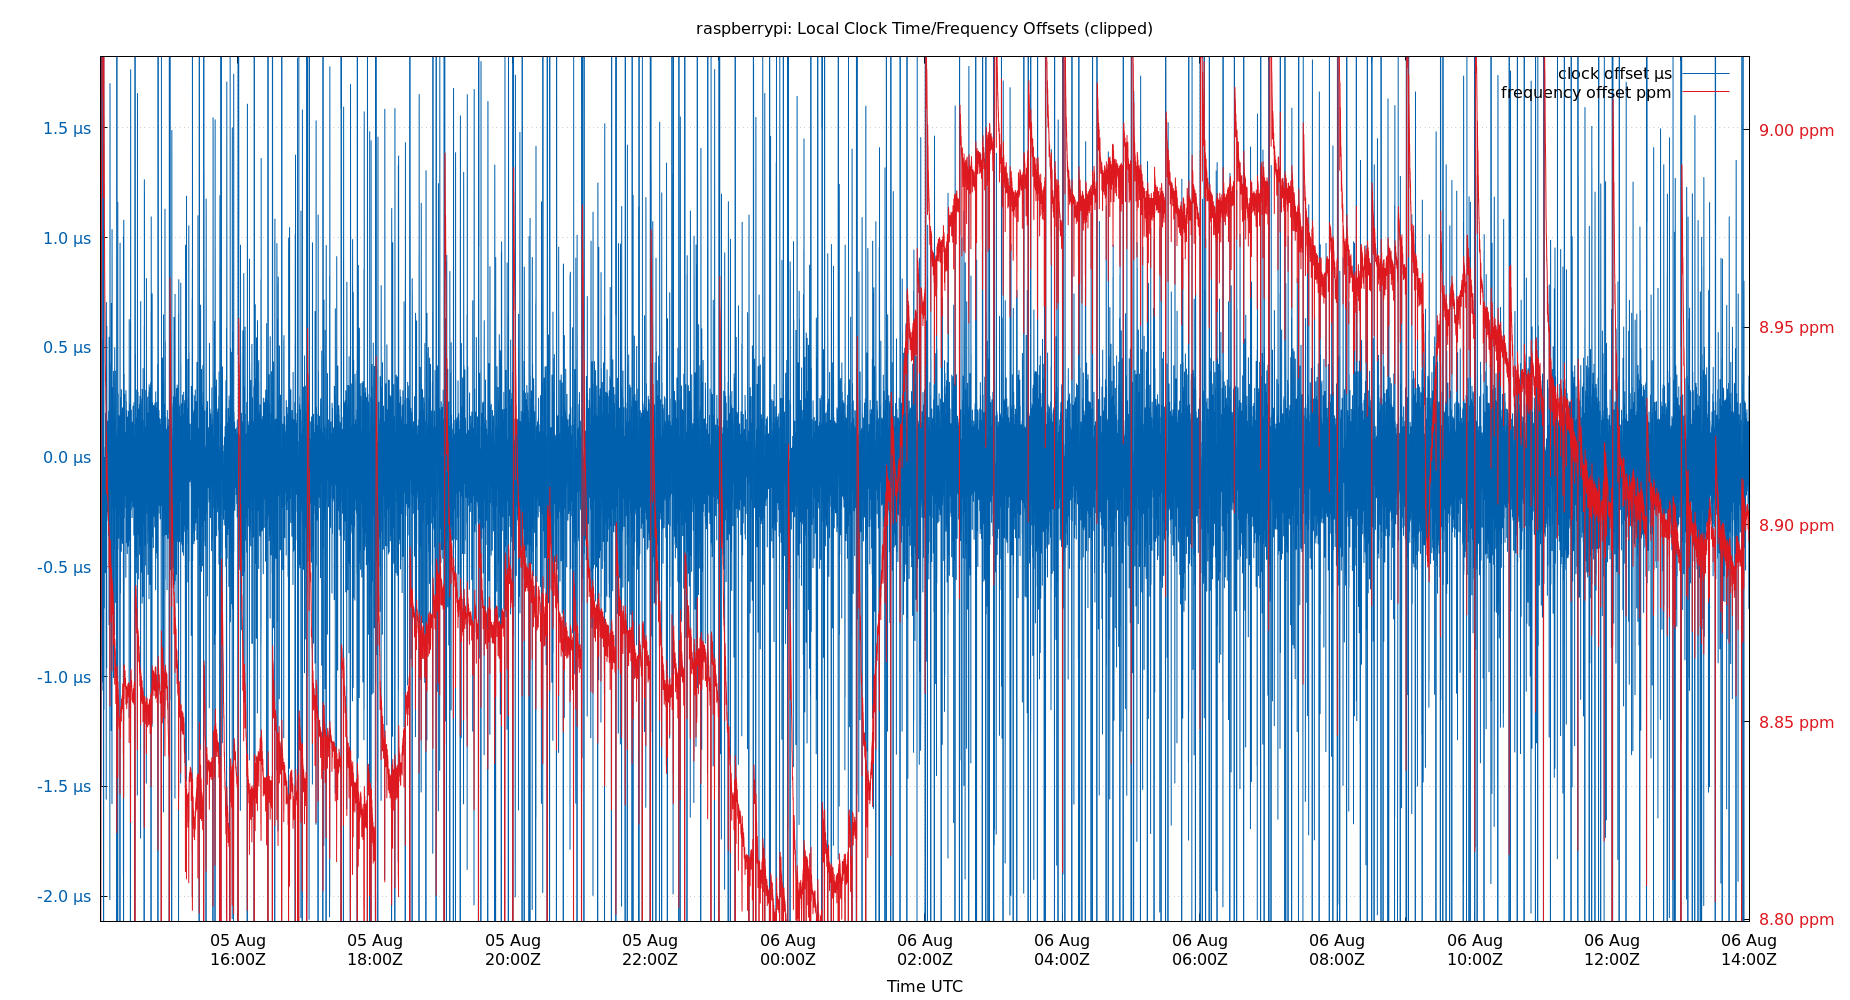 raspberrypi: Local Clock Time/Frequency Offsets (clipped)
clock offset µs
frequency offset ppm
1.5 µs
1.0 µs
0.5 µs
0.0 µs
-0.5 µs
-1.0 µs
-1.5 µs
-2.0 µs
9.00 ppm
8.95 ppm
8.90 ppm
8.85 ppm
8.80 ppm
05 Aug 05 Aug 05 Aug 05 Aug 06 Aug 06 Aug 06 Aug 06 Aug 06 Aug 06 Aug 06 Aug 06 Aug
16:00Z 18:00Z 20:00Z 22:00Z 00:00Z 02:00Z 04:00Z 06:00Z 08:00Z 10:00Z 12:00Z 14:00Z
Time UTC